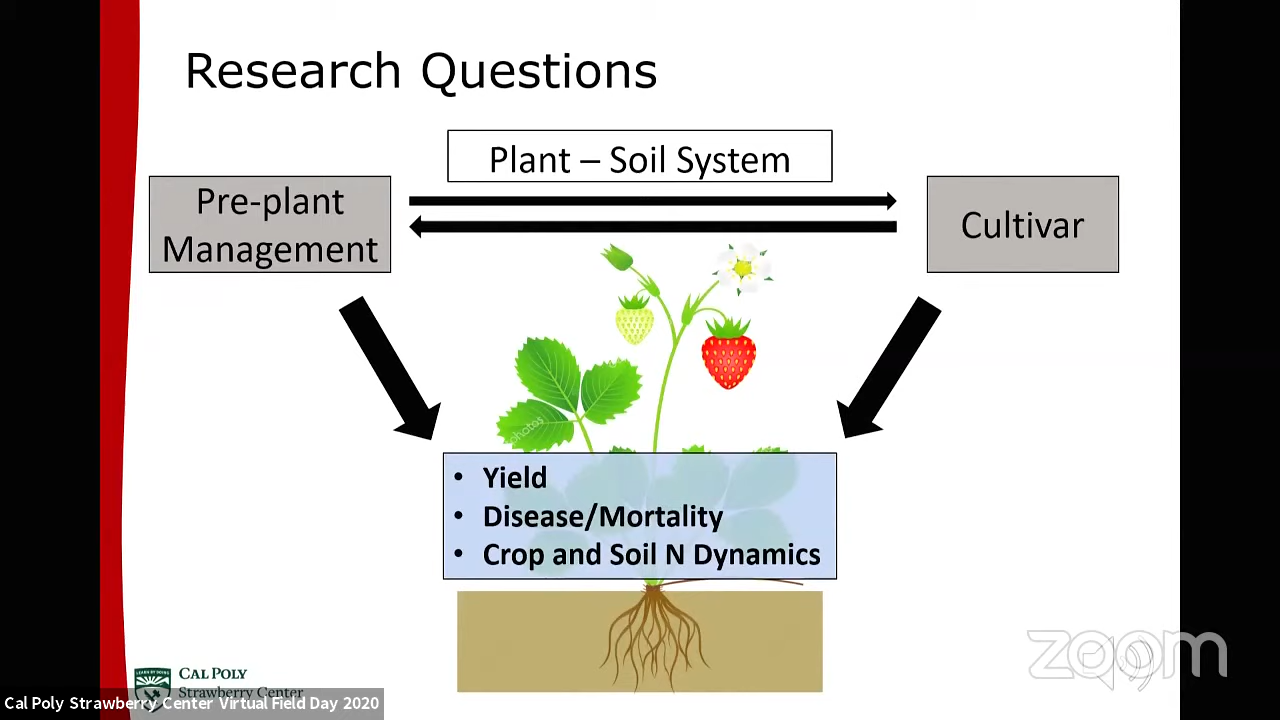 Research Questions
Plant – Soil System
Pre-plant
Management
Cultivar
photos
• Yield
• Disease/Mortality
• Crop and Soil N Dynamics
CAL POLY
Strawberry Center
Cal Poly Strawberry Center Virtual Field Day 2020
zoom